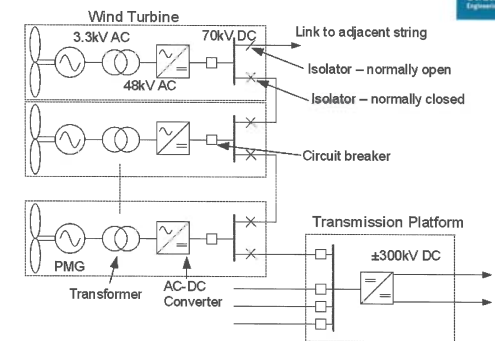 Wind Turbine
3.3kV AC
70kV DC
Link to adjacent string
48kV AC
Isolator – normally open
Isolator – normally closed
Circuit breaker
Transmission Platform
±300kV DC
PMG
Transformer
AC-DC
Converter
Engineering